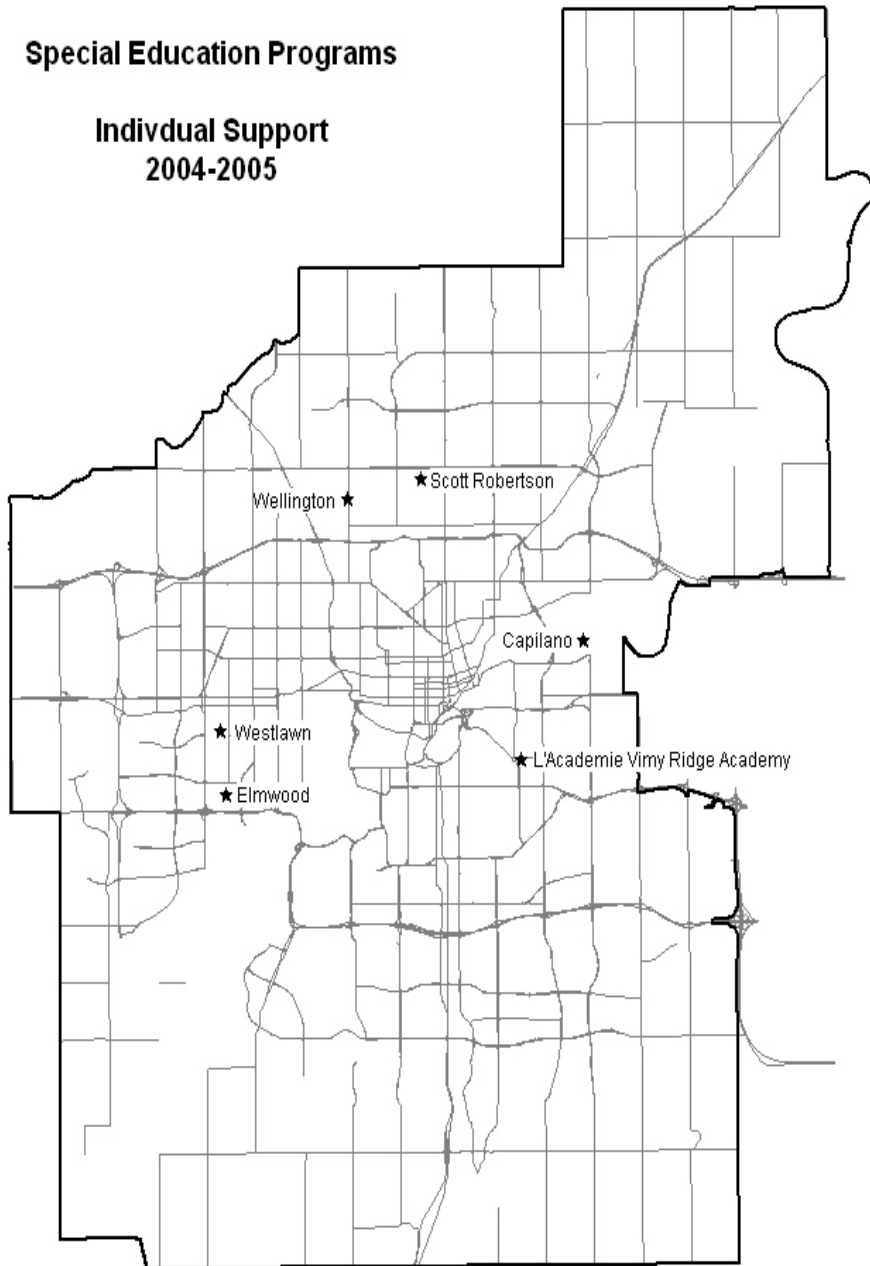 Special Education Programs
Indivdual Support
2004-2005
Scott Robertson
Wellington
Capilano
Westlawn
L'Academie Vimy Ridge Academy
Elmwood